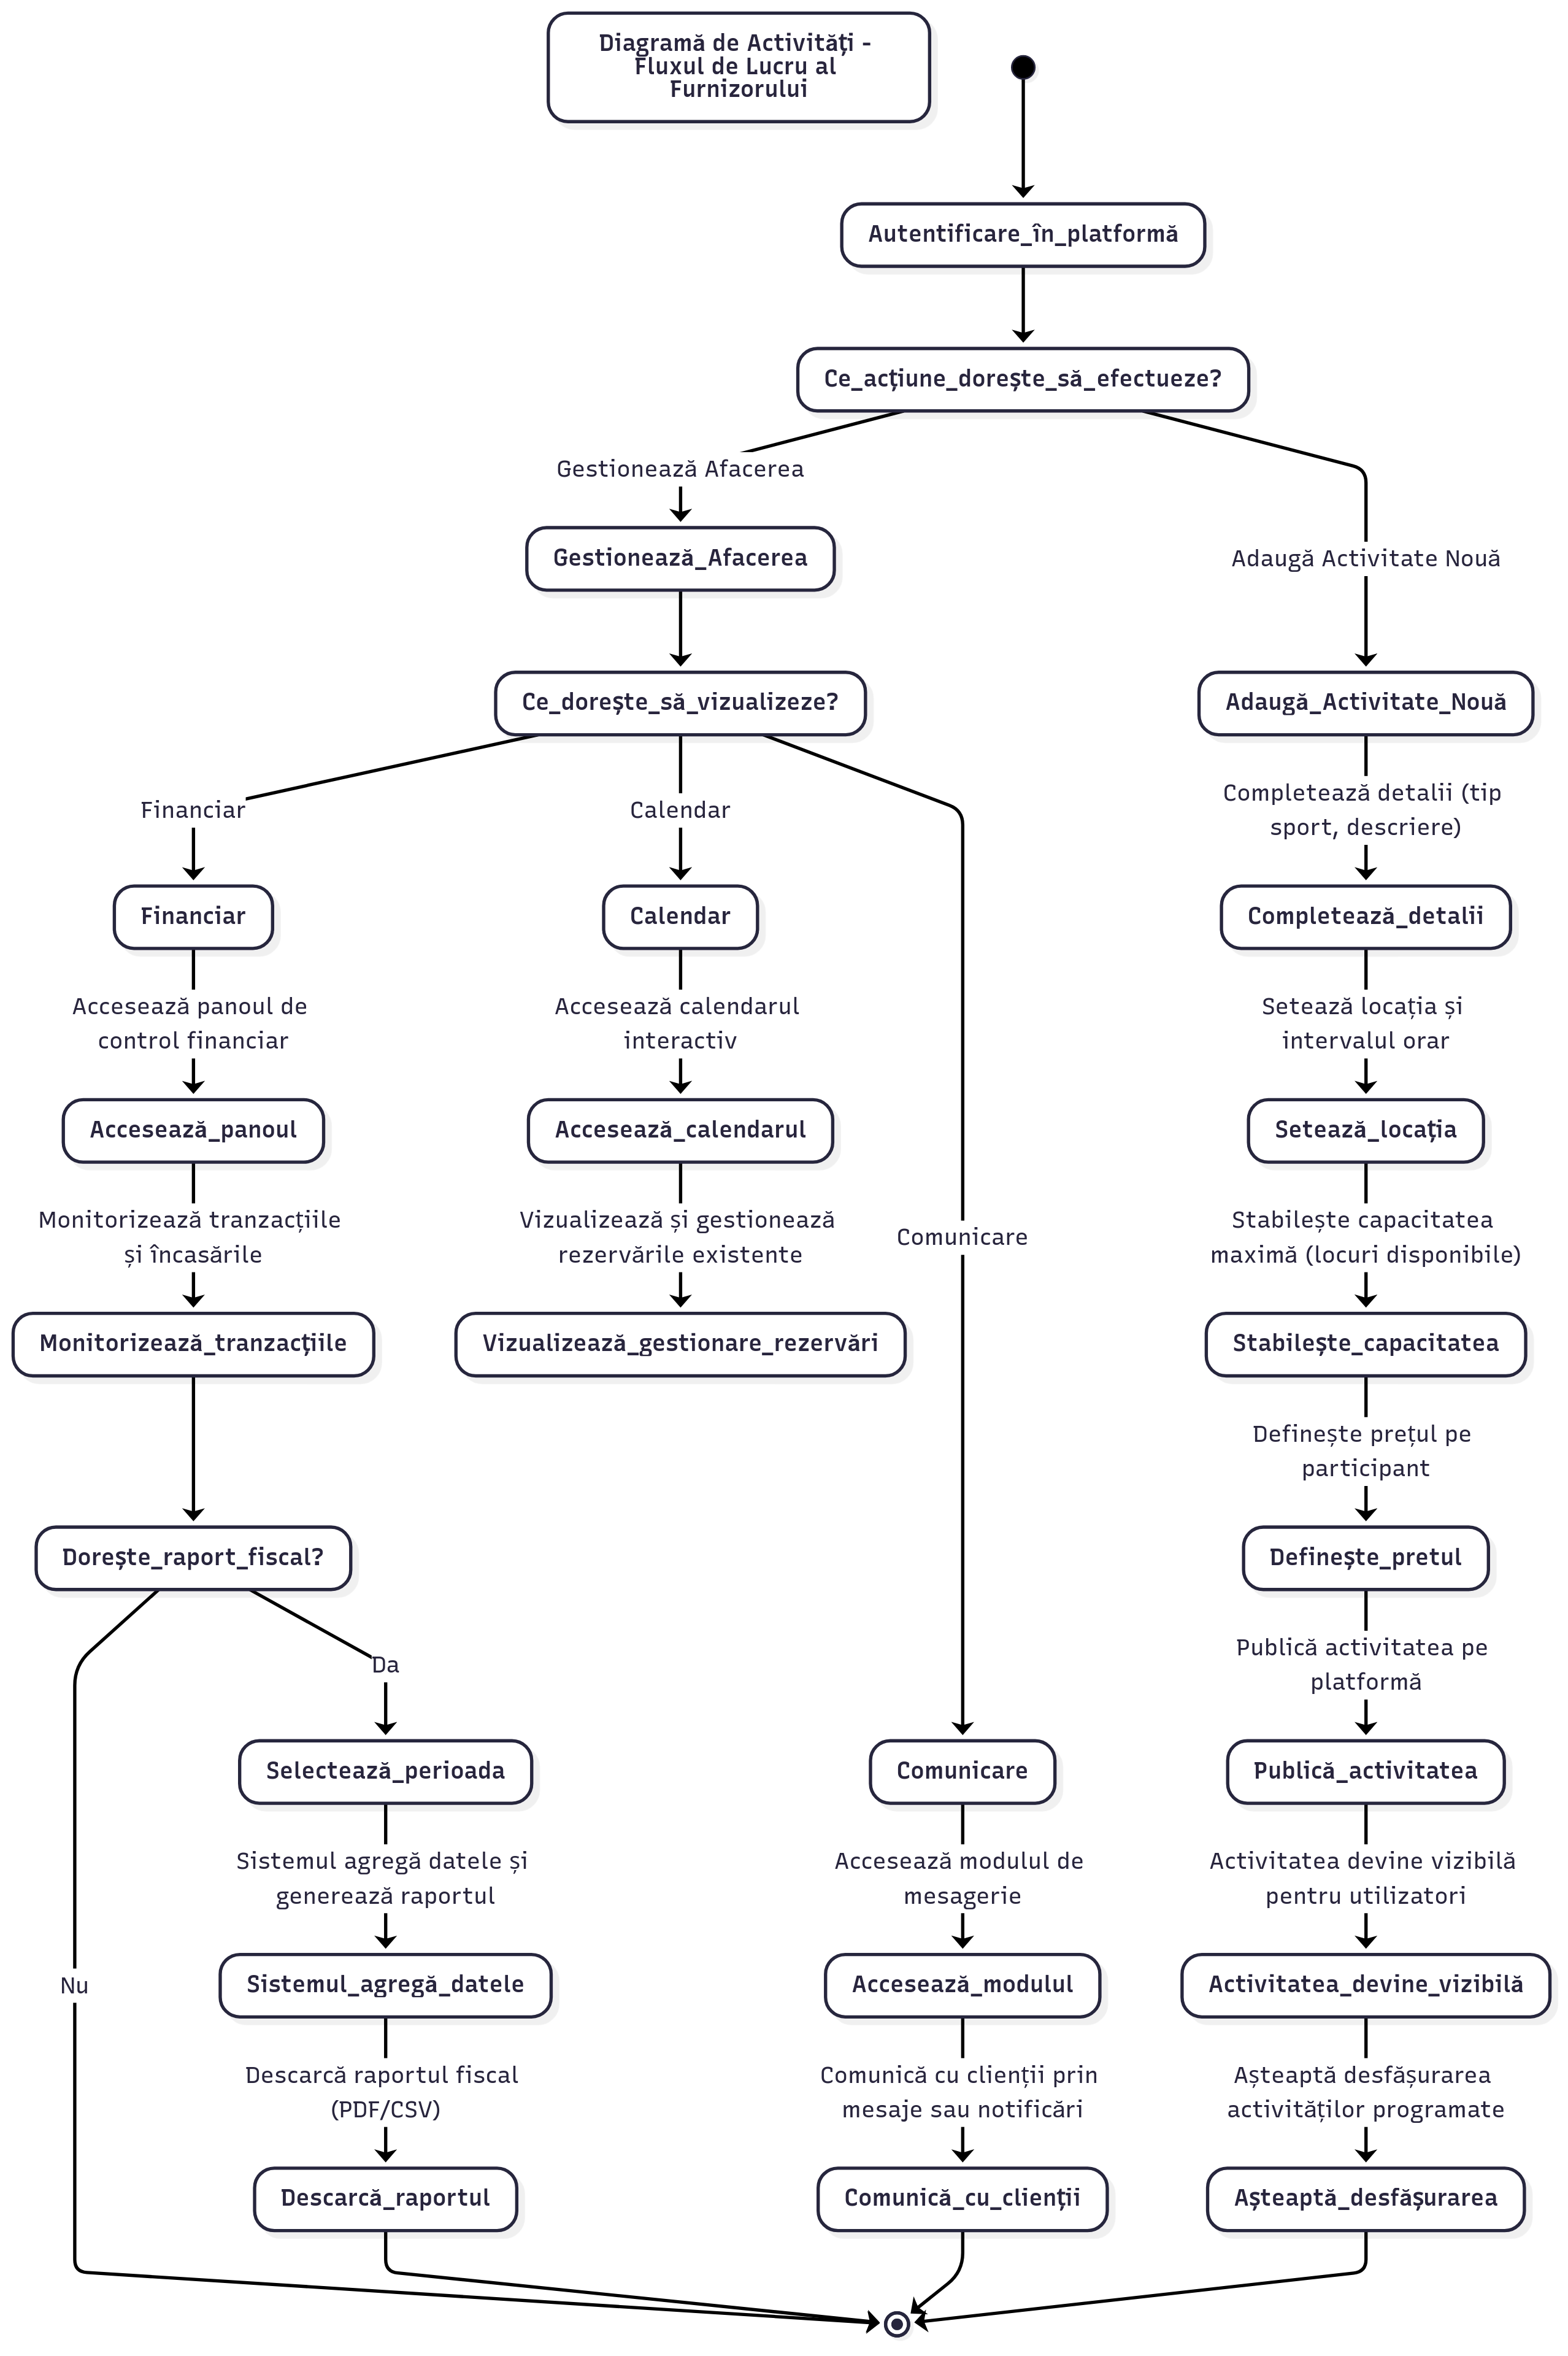 Diagramă de Activități -
Fluxul de Lucru al
Furnizorului
Autentificare_în_platformă
Ce_acțiune_dorește_să_efectueze?
Gestionează Afacerea
Gestionează_Afacerea
Adaugă Activitate Nouă
Ce_dorește_să_vizualizeze?
Adaugă_Activitate_Nouă
Financiar
Calendar
Completează detalii (tip
sport, descriere)
Financiar
Calendar
Completează_detalii
Accesează panoul de
control financiar
Accesează calendarul
interactiv
Setează locația și
intervalul orar
Accesează_panoul
Accesează_calendarul
Setează_locația
Monitorizează tranzacțiile
și încasările
Vizualizează și gestionează
rezervările existente
Comunicare
Stabilește capacitatea
maximă (locuri disponibile)
Monitorizează_tranzacțiile
Vizualizează_gestionare_rezervări
Stabilește_capacitatea
Definește prețul pe
participant
Dorește_raport_fiscal?
Definește_pretul
Da
Publică activitatea pe
platformă
Selectează_perioada
Comunicare
Publică_activitatea
Sistemul agregă datele și
generează raportul
Accesează modulul de
mesagerie
Activitatea devine vizibilă
pentru utilizatori
Nu
Sistemul_agregă_datele
Accesează_modulul
Activitatea_devine_vizibilă
Descarcă raportul fiscal
(PDF/CSV)
Comunică cu clienții prin
mesaje sau notificări
Așteaptă desfășurarea
activităților programate
Descarcă_raportul
Comunică_cu_clienții
Așteaptă_desfășurarea